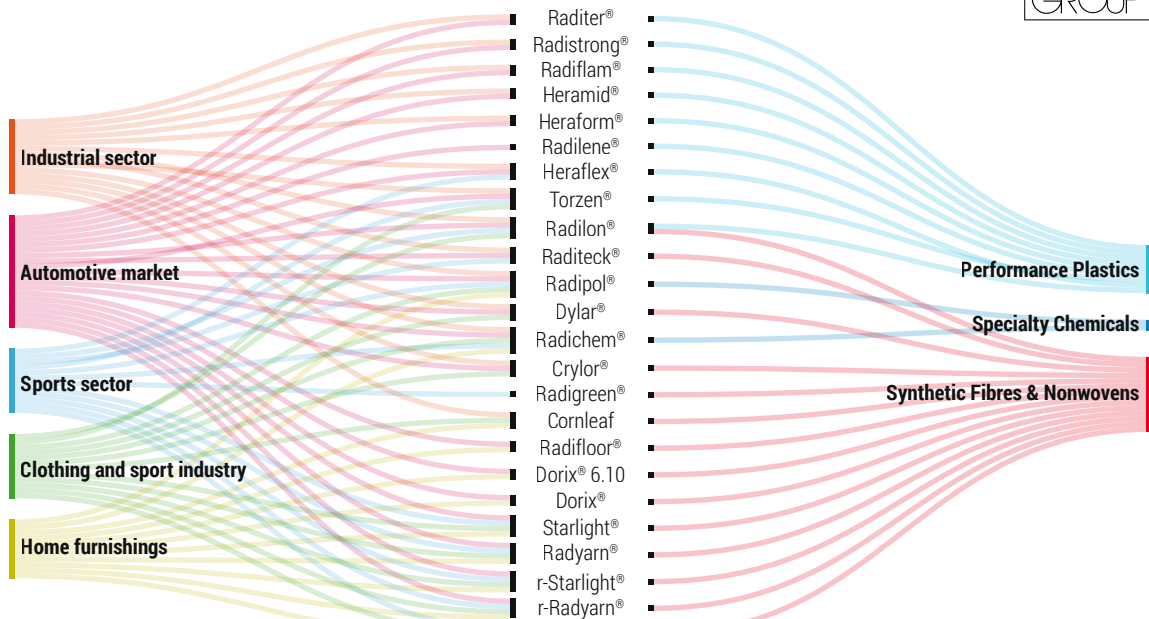 GROUP
Raditer®
Radistrong®
Radiflam®
Heramid®
Heraform®
Radilene®
Heraflex®
Torzen®
Radilon®
Raditeck®
Radipol®
Dylar®
Radichem®
Crylor®
Radigreen®
Cornleaf
Radifloor®
Dorix® 6.10
Dorix®
Starlight®
Radyarn®
r-Starlight®
r-Radyarn®
Industrial sector
Automotive market
Sports sector
Clothing and sport industry
Home furnishings
Performance Plastics
Specialty Chemicals
Synthetic Fibres & Nonwovens